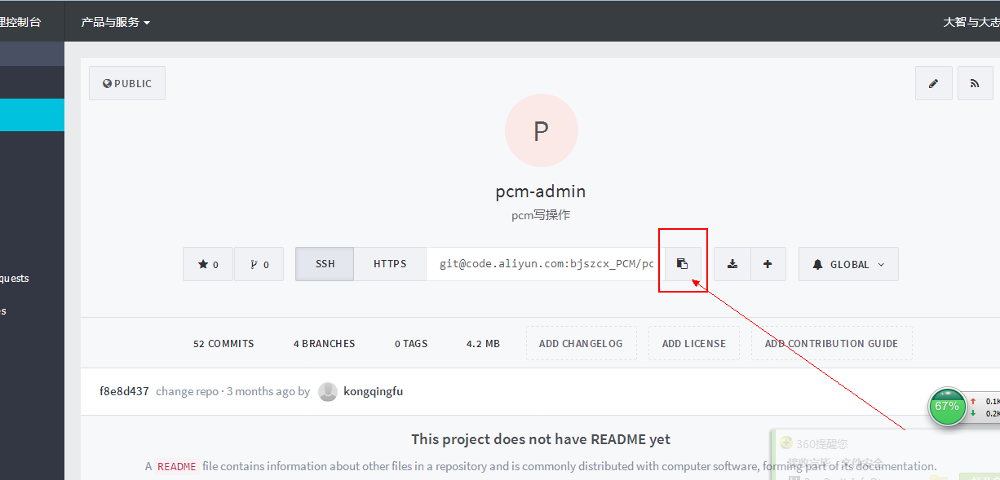 理控制台 产品与服务 大智与大志
PUBLIC
P
pcm-admin
pcm写操作
0 0 SSH HTTPS git@code.aliyun.com:bjszcx_PCM/pc GLOBAL
quests
s
52 COMMITS 4 BRANCHES 0 TAGS 4.2 MB ADD CHANGELOG ADD LICENSE ADD CONTRIBUTION GUIDE
f8e8d437 change repo · 3 months ago by kongqingfu
67% 0.1K
0.2K
This project does not have README yet
360提醒您
A README file contains information about other files in a repository and is commonly distributed with computer software, forming part of its documentation.